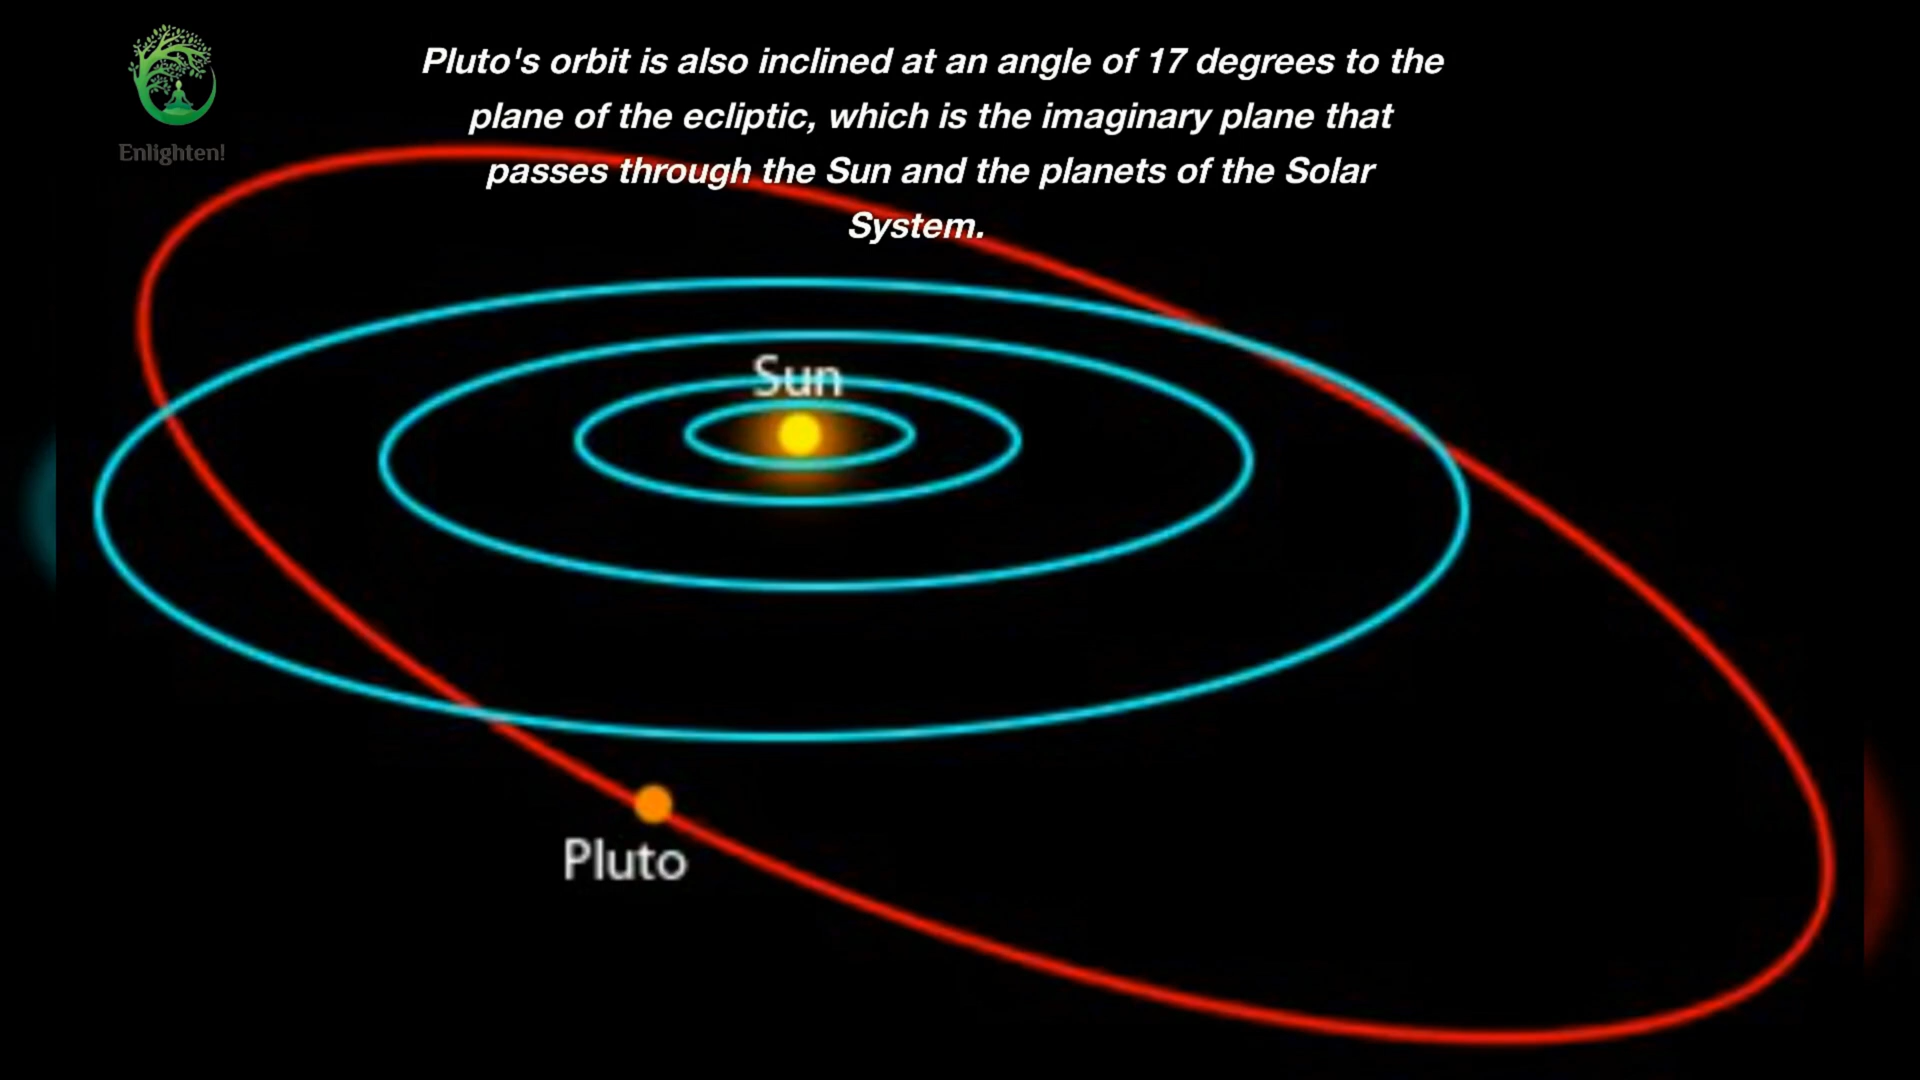 Enlighten!
Pluto's orbit is also inclined at an angle of 17 degrees to the
plane of the ecliptic, which is the imaginary plane that
passes through the Sun and the planets of the Solar
System.
Sun
Pluto